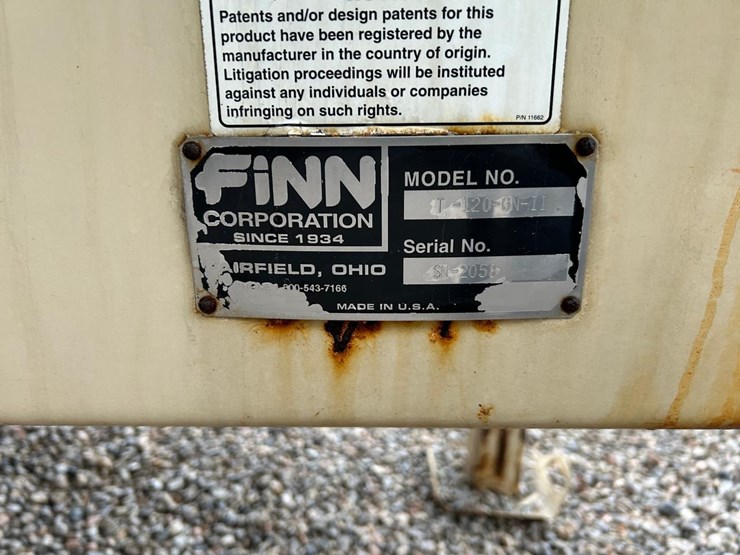 Patents and/or design patents for this
product have been registered by the
manufacturer in the country of origin.
Litigation proceedings will be instituted
against any individuals or companies
infringing on such rights.
P/N 11662
FiNN
CORPORATION
SINCE 1934
AIRFIELD, OHIO
00-543-7166
MODEL NO.
Serial No.
MADE IN U.S.A.